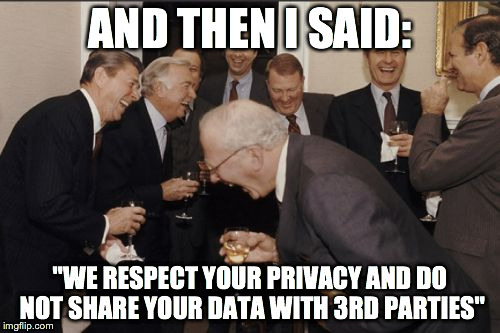 AND THEN I SAID:
"WE RESPECT YOUR PRIVACY AND DO
NOT SHARE YOUR DATA WITH 3RD PARTIES"
imgflip.com